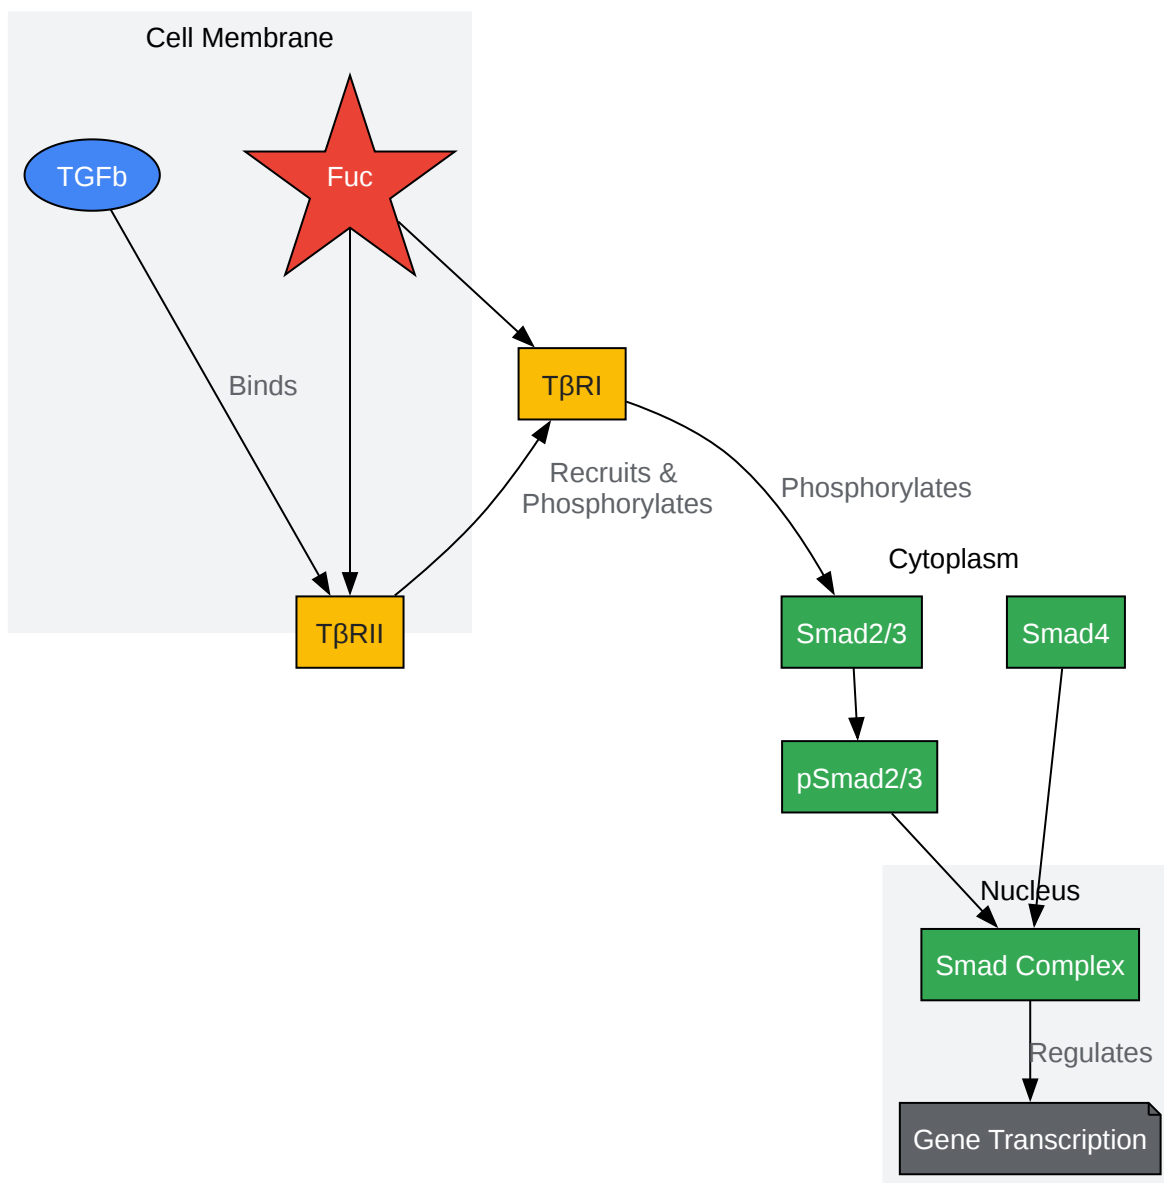 Cell Membrane
TGFb
Fuc
Binds
TβRI
Recruits &
Phosphorylates
Phosphorylates
Cytoplasm
TβRII
Smad2/3
Smad4
pSmad2/3
Nucleus
Smad Complex
Regulates
Gene Transcription